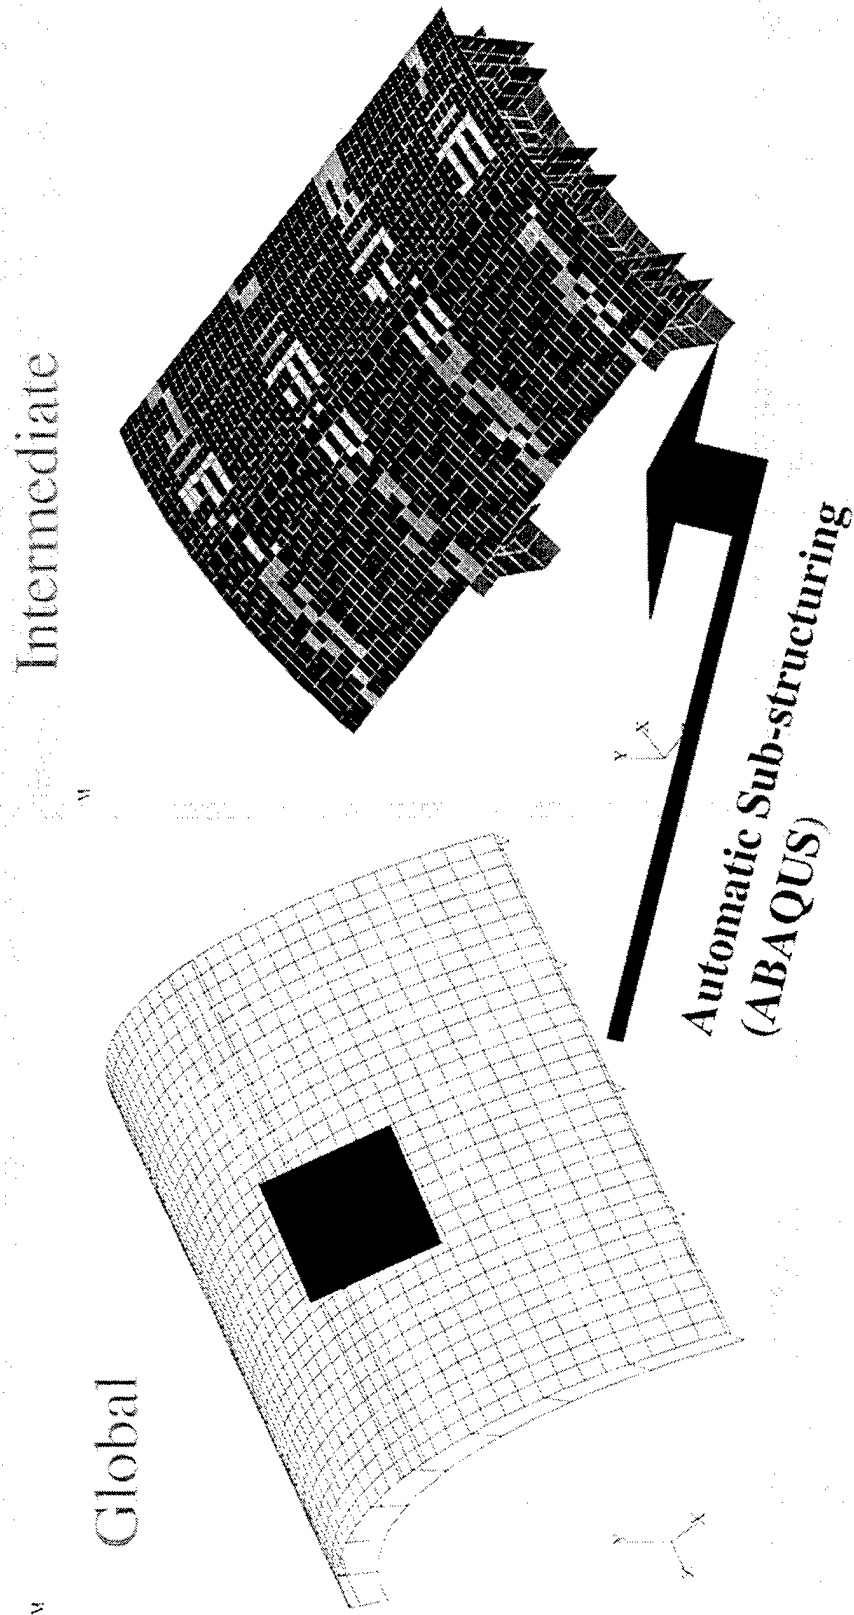 Global
Intermediate
Y
X
Y
X
Automatic Sub-structuring
(ABAQUS)